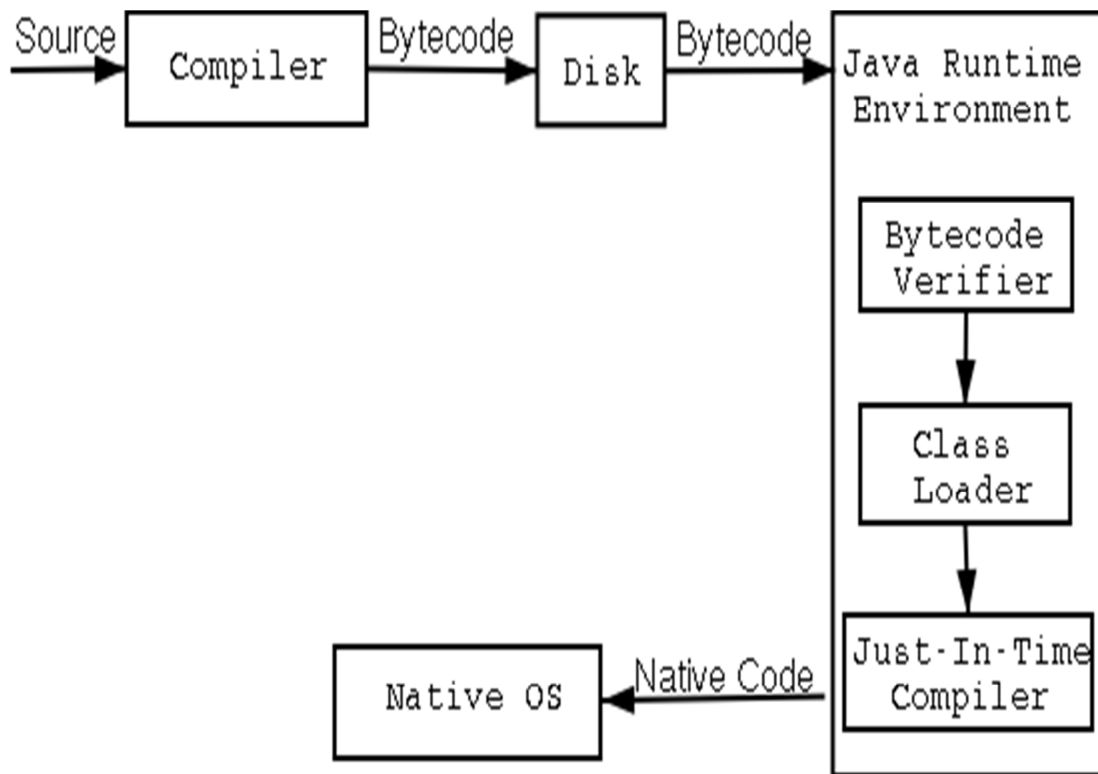 Source
Compiler
Bytecode
Disk
Bytecode
Java Runtime
Environment
Bytecode
Verifier
Class
Loader
Just-In-Time
Compiler
Native Code
Native OS